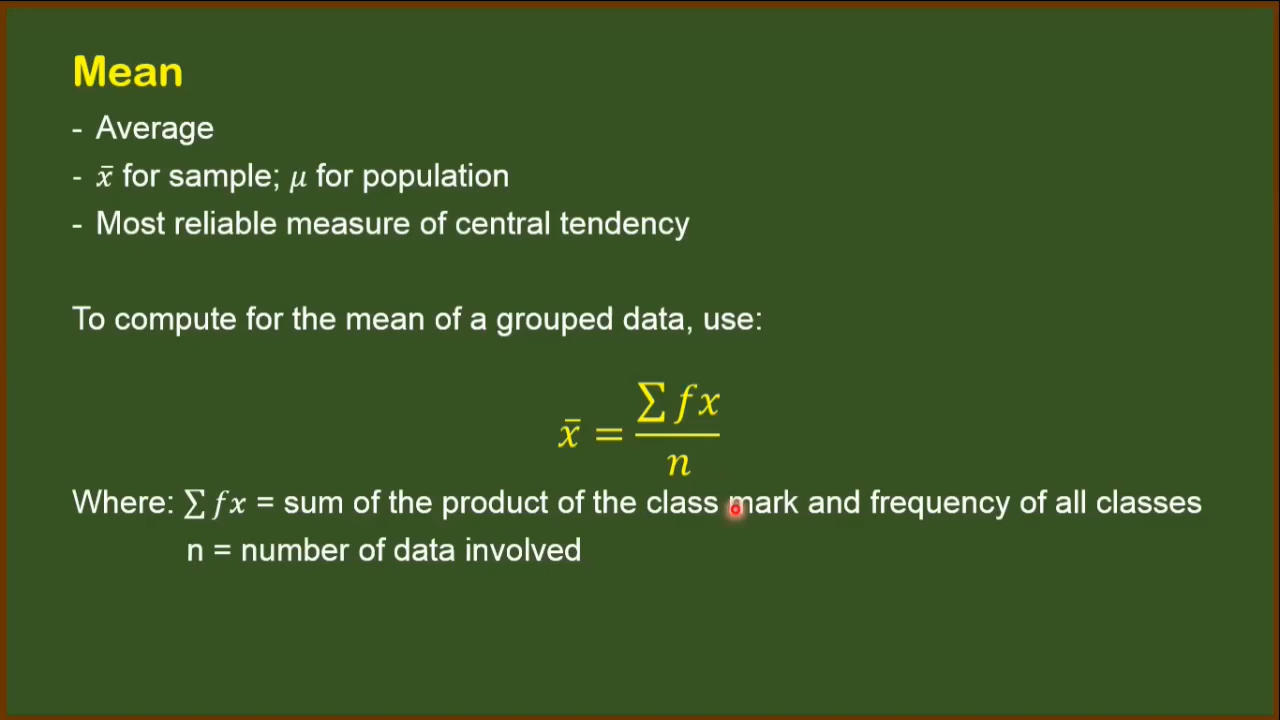 Mean
- Average
- x̄ for sample; μ for population
- Most reliable measure of central tendency
To compute for the mean of a grouped data, use:
x̄ = ∑ fx / n
Where: ∑ fx = sum of the product of the class mark and frequency of all classes
n = number of data involved